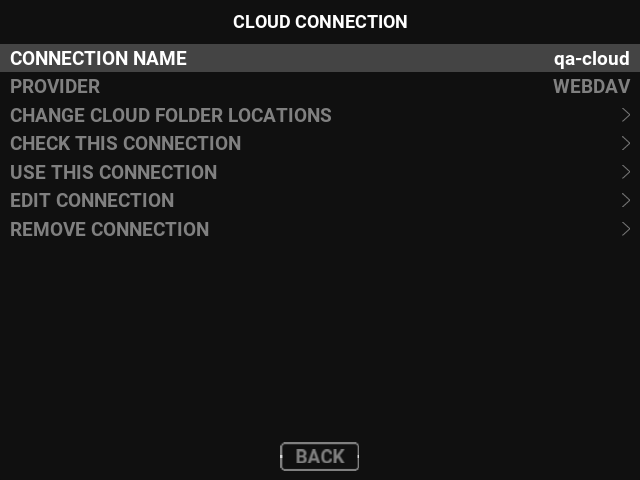 CLOUD CONNECTION
CONNECTION NAME qa-cloud
PROVIDER WEBDAV
CHANGE CLOUD FOLDER LOCATIONS
CHECK THIS CONNECTION
USE THIS CONNECTION
EDIT CONNECTION
REMOVE CONNECTION
BACK